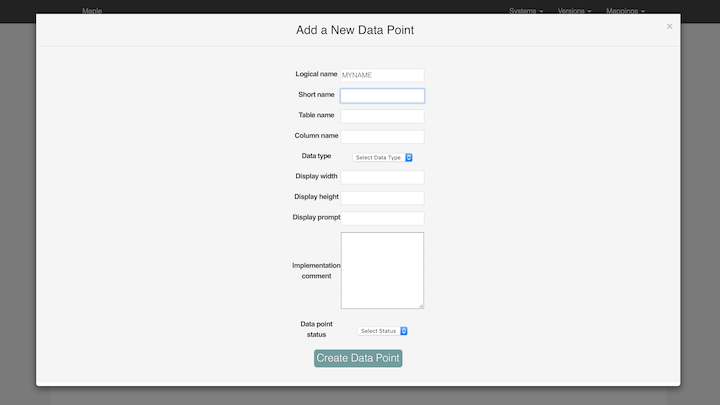 Maple Systems Versions Mappings
×
Add a New Data Point
Logical name MYNAME
Short name
Table name
Column name
Data type Select Data Type
Display width
Display height
Display prompt
Implementation
comment
Data point
status Select Status
Create Data Point